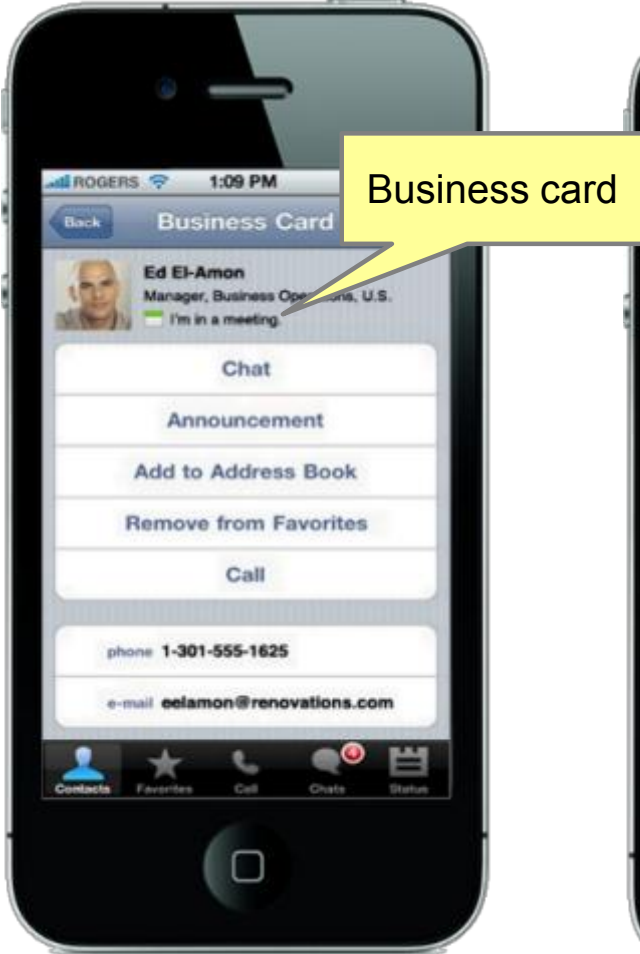 ROGERS 1:09 PM
Business card
Back Business Card
Ed El-Amon
Manager, Business Operations, U.S.
I'm in a meeting.
Chat
Announcement
Add to Address Book
Remove from Favorites
Call
phone 1-301-555-1625
e-mail eelamon@renovations.com
4
Contacts Favorites Call Chats Status